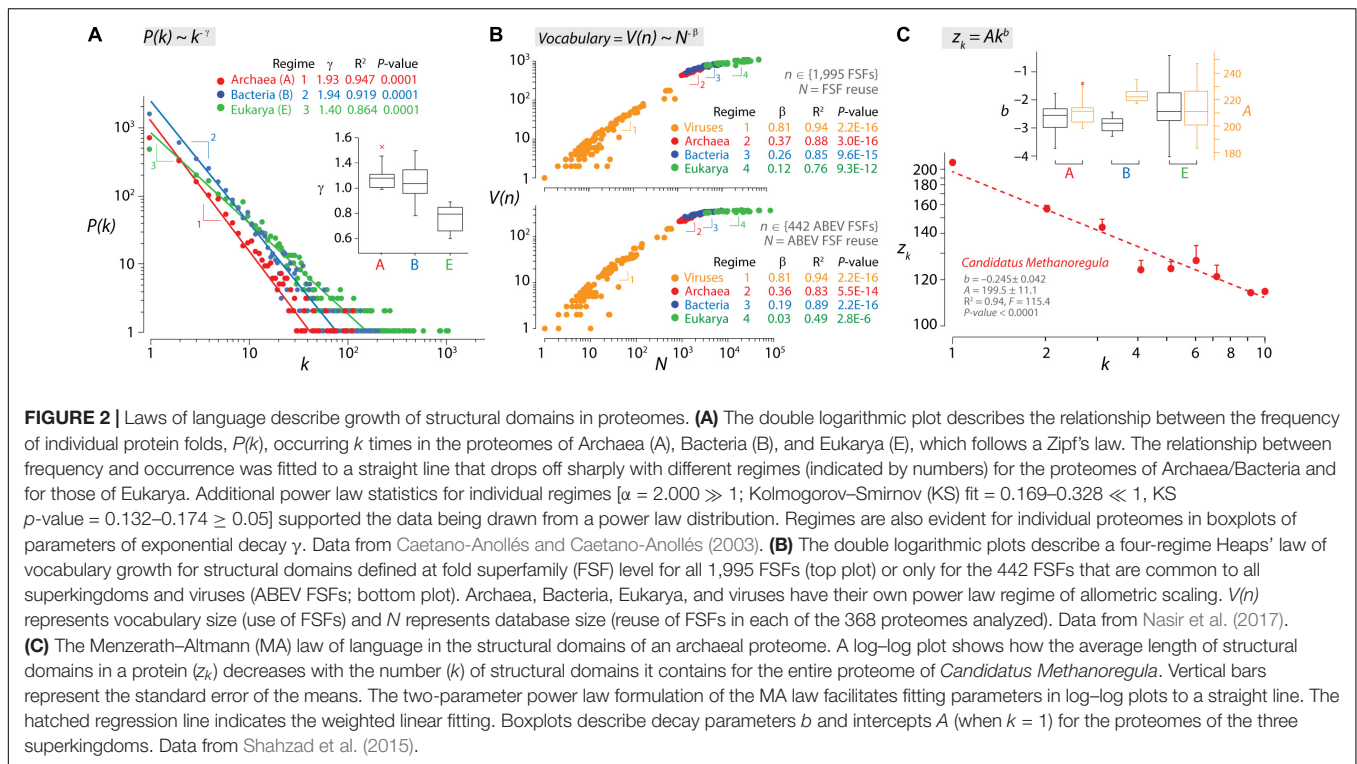 A
P(k) ~ k^-γ
Regime γ R² P-value
Archaea (A) 1 1.93 0.947 0.0001
Bacteria (B) 2 1.94 0.919 0.0001
Eukarya (E) 3 1.40 0.864 0.0001
10³
10²
10
1
P(k)
1 10 10² 10³
k
1
2
3
1.6
1.4
1.2
1.0
0.8
0.6
γ
A B E
B
Vocabulary = V(n) ~ N^-β
n ∈ {1,995 FSFs}
N = FSF reuse
Regime β R² P-value
Viruses 1 0.81 0.94 2.2E-16
Archaea 2 0.37 0.88 3.0E-16
Bacteria 3 0.26 0.85 9.6E-15
Eukarya 4 0.12 0.76 9.3E-12
10³
10²
10
1
1
2
3
4
V(n)
n ∈ {442 ABEV FSFs}
N = ABEV FSF reuse
Regime β R² P-value
Viruses 1 0.81 0.94 2.2E-16
Archaea 2 0.36 0.83 5.5E-14
Bacteria 3 0.19 0.89 2.2E-16
Eukarya 4 0.03 0.49 2.8E-6
10²
10
1
1
2
3
4
1 10 10² 10³ 10⁴ 10⁵
N
C
z_k = Ak^b
−1
−2
−3
−4
b
240
220
200
180
A
A B E
200
180
160
140
120
100
z_k
Candidatus Methanoregula
b = −0.245± 0.042
A = 199.5 ± 11.1
R² = 0.94, F = 115.4
P-value < 0.0001
1 2 4 6 8 10
k
FIGURE 2 | Laws of language describe growth of structural domains in proteomes. (A) The double logarithmic plot describes the relationship between the frequency
of individual protein folds, P(k), occurring k times in the proteomes of Archaea (A), Bacteria (B), and Eukarya (E), which follows a Zipf's law. The relationship between
frequency and occurrence was fitted to a straight line that drops off sharply with different regimes (indicated by numbers) for the proteomes of Archaea/Bacteria and
for those of Eukarya. Additional power law statistics for individual regimes [α = 2.000 ≫ 1; Kolmogorov–Smirnov (KS) fit = 0.169–0.328 ≪ 1, KS
p-value = 0.132–0.174 ≥ 0.05] supported the data being drawn from a power law distribution. Regimes are also evident for individual proteomes in boxplots of
parameters of exponential decay γ. Data from Caetano-Anollés and Caetano-Anollés (2003). (B) The double logarithmic plots describe a four-regime Heaps' law of
vocabulary growth for structural domains defined at fold superfamily (FSF) level for all 1,995 FSFs (top plot) or only for the 442 FSFs that are common to all
superkingdoms and viruses (ABEV FSFs; bottom plot). Archaea, Bacteria, Eukarya, and viruses have their own power law regime of allometric scaling. V(n)
represents vocabulary size (use of FSFs) and N represents database size (reuse of FSFs in each of the 368 proteomes analyzed). Data from Nasir et al. (2017).
(C) The Menzerath–Altmann (MA) law of language in the structural domains of an archaeal proteome. A log–log plot shows how the average length of structural
domains in a protein (z_k) decreases with the number (k) of structural domains it contains for the entire proteome of Candidatus Methanoregula. Vertical bars
represent the standard error of the means. The two-parameter power law formulation of the MA law facilitates fitting parameters in log–log plots to a straight line. The
hatched regression line indicates the weighted linear fitting. Boxplots describe decay parameters b and intercepts A (when k = 1) for the proteomes of the three
superkingdoms. Data from Shahzad et al. (2015).